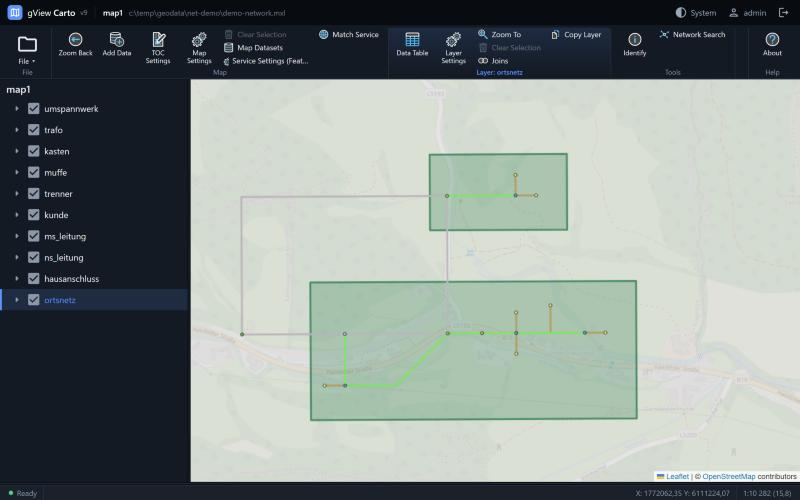 gView Carto v9 map1 c:\temp\geodata\net-demo\demo-network.mxl System admin
File
Zoom Back
Add Data
TOC Settings
Map Settings
Clear Selection
Map Datasets
Service Settings (Feat...
Match Service
Data Table
Layer Settings
Zoom To
Clear Selection
Joins
Copy Layer
Identify
Network Search
About
File Map Layer: ortsnetz Tools Help
map1
umspannwerk
trafo
kasten
muffe
trenner
kunde
ms_leitung
ns_leitung
hausanschluss
ortsnetz
Leaflet | © OpenStreetMap contributors
Ready X: 1772062,35 Y: 6111224,07 1:10 282 (15,8)